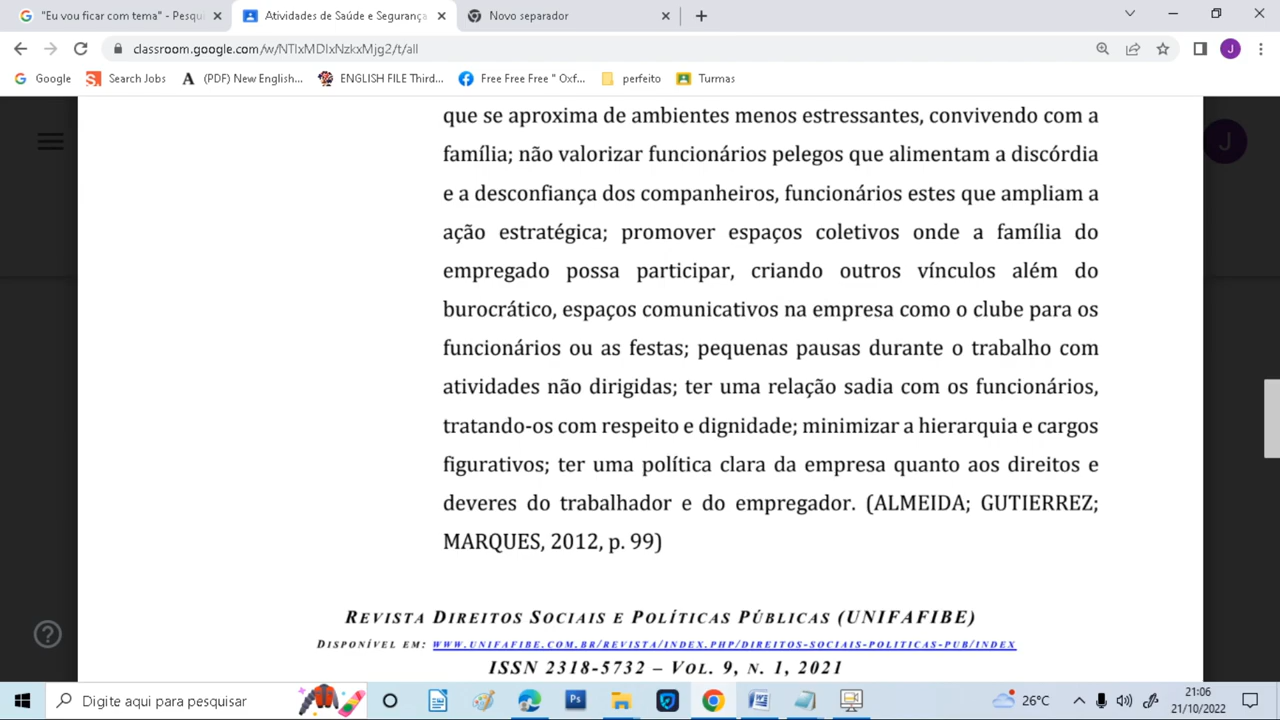 "Eu vou ficar com tema" - Pesqu
Atividades de Saúde e Segurança
Novo separador
classroom.google.com/w/NTIxMDIxNzkxMjg2/t/all
J
Google
Search Jobs
(PDF) New English...
ENGLISH FILE Third...
Free Free Free " Oxf...
perfeito
Turmas
que se aproxima de ambientes menos estressantes, convivendo com a
família; não valorizar funcionários pelegos que alimentam a discórdia
e a desconfiança dos companheiros, funcionários estes que ampliam a
ação estratégica; promover espaços coletivos onde a família do
empregado possa participar, criando outros vínculos além do
burocrático, espaços comunicativos na empresa como o clube para os
funcionários ou as festas; pequenas pausas durante o trabalho com
atividades não dirigidas; ter uma relação sadia com os funcionários,
tratando-os com respeito e dignidade; minimizar a hierarquia e cargos
figurativos; ter uma política clara da empresa quanto aos direitos e
deveres do trabalhador e do empregador. (ALMEIDA; GUTIERREZ;
MARQUES, 2012, p. 99)
REVISTA DIREITOS SOCIAIS E POLÍTICAS PÚBLICAS (UNIFAFIBE)
DISPONÍVEL EM: WWW.UNIFAFIBE.COM.BR/REVISTA/INDEX.PHP/DIREITOS-SOCIAIS-POLITICAS-PUB/INDEX
ISSN 2318-5732 – VOL. 9, N. 1, 2021
J
Digite aqui para pesquisar
Ps
26°C
21:06
21/10/2022